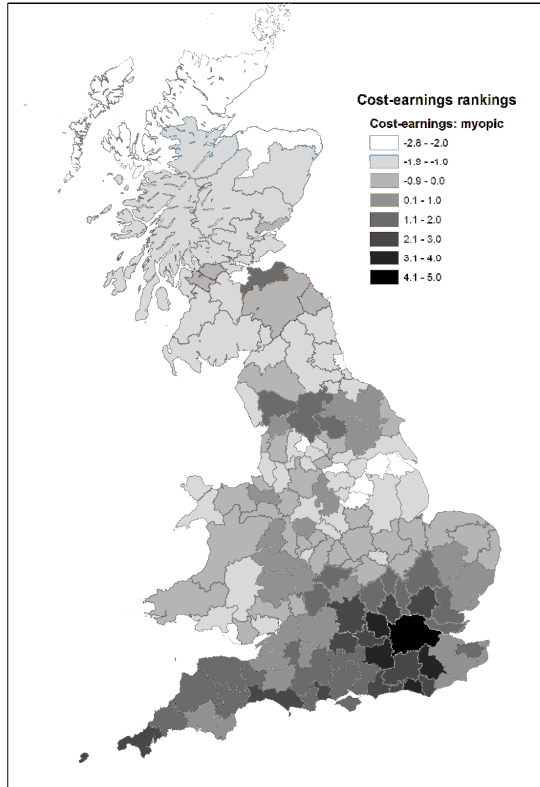 Cost-earnings rankings
Cost-earnings: myopic
-2.8 - -2.0
-1.9 - -1.0
-0.9 - 0.0
0.1 - 1.0
1.1 - 2.0
2.1 - 3.0
3.1 - 4.0
4.1 - 5.0